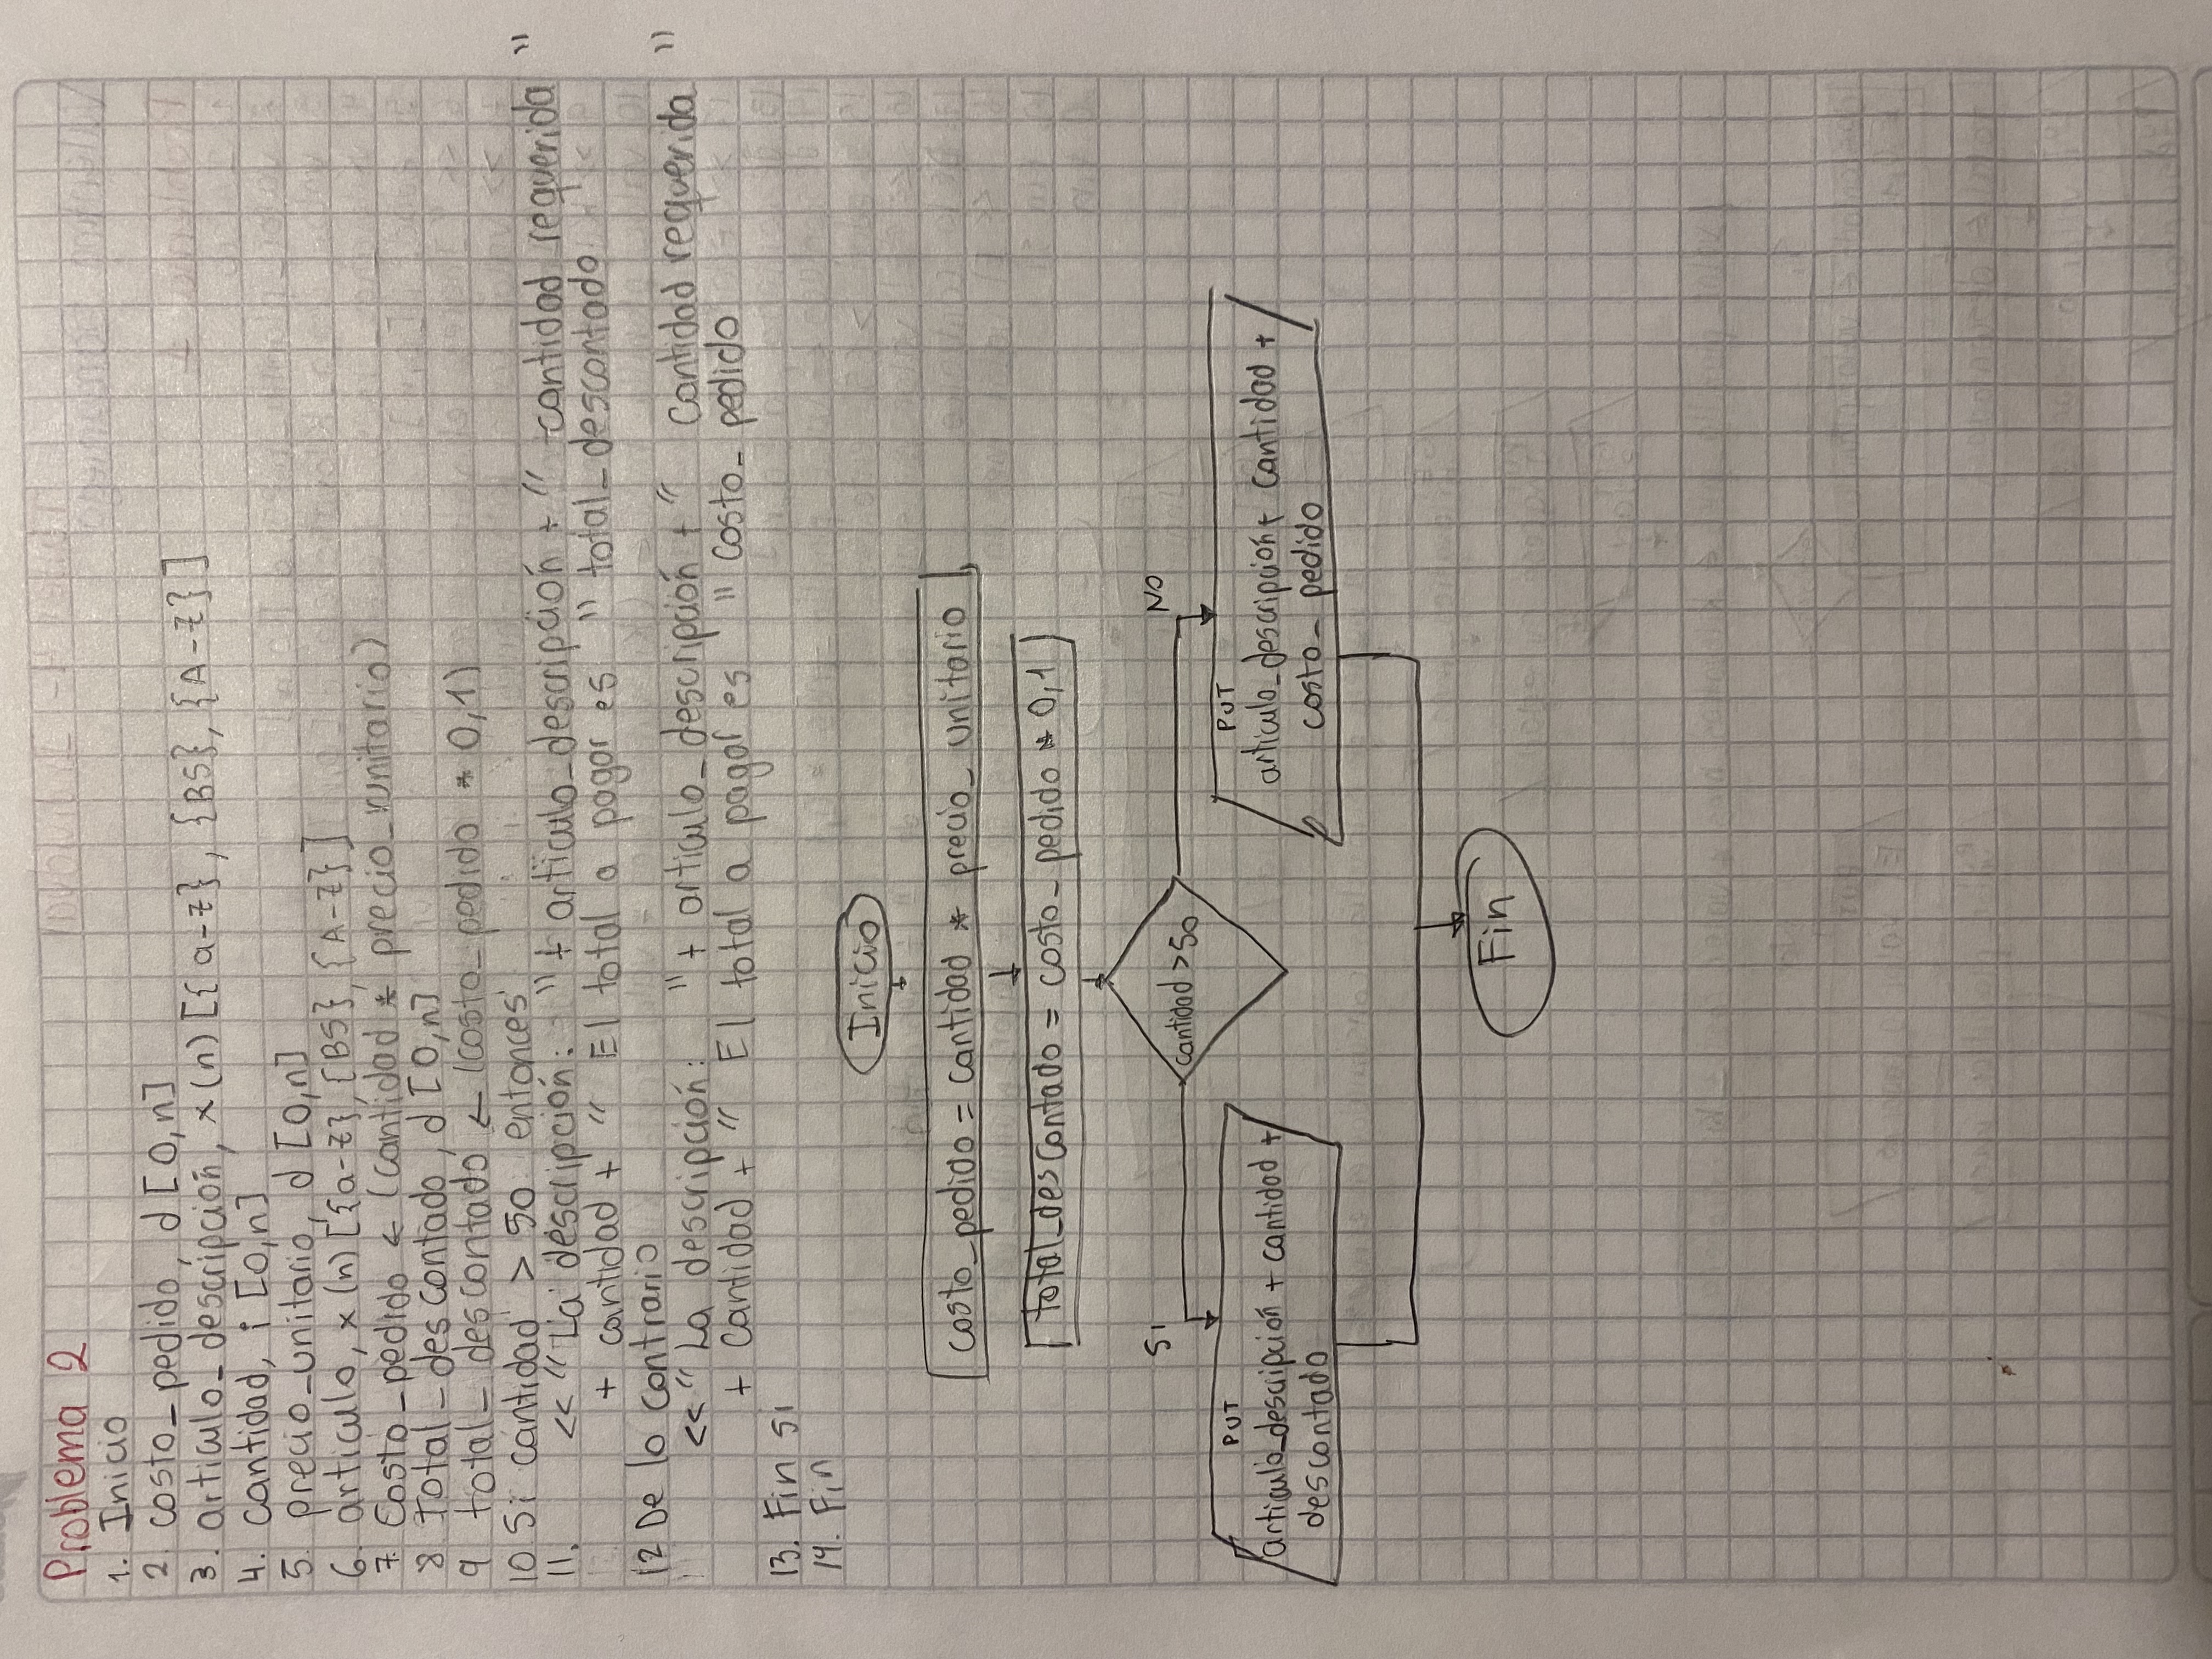 Problema 2
1. Inicio
2. costo_pedido, d [0,n]
3. articulo_descripción, x(n) [{a-z}, {BS}, {A-Z}]
4. cantidad, i [0,n]
5. precio_unitario, d [0,n]
6. articulo, x(n) [{a-z}, {BS}, {A-Z}]
7. Costo_pedido ← (cantidad * precio_unitario)
8 Total_descontado, d [0,n]
9 total_descontado ← (costo_pedido * 0,1)
10 Si cantidad > 50 entonces
11. << "La descripción: " + articulo_descripción + " cantidad requerida "
+ cantidad + " El total a pagar es " total_descontado
12 De lo contrario
<< "La descripción: " + articulo_descripción + " Cantidad requerida "
+ Cantidad + " El total a pagar es " costo_pedido
13. Fin si
14. Fin
Inicio
costo_pedido = cantidad * precio_unitario
total_descontado = costo_pedido * 0,1
SI
cantidad > 50
NO
PUT
articulo_descripción + cantidad +
descontado
PUT
articulo_descripción + cantidad +
costo_pedido
Fin